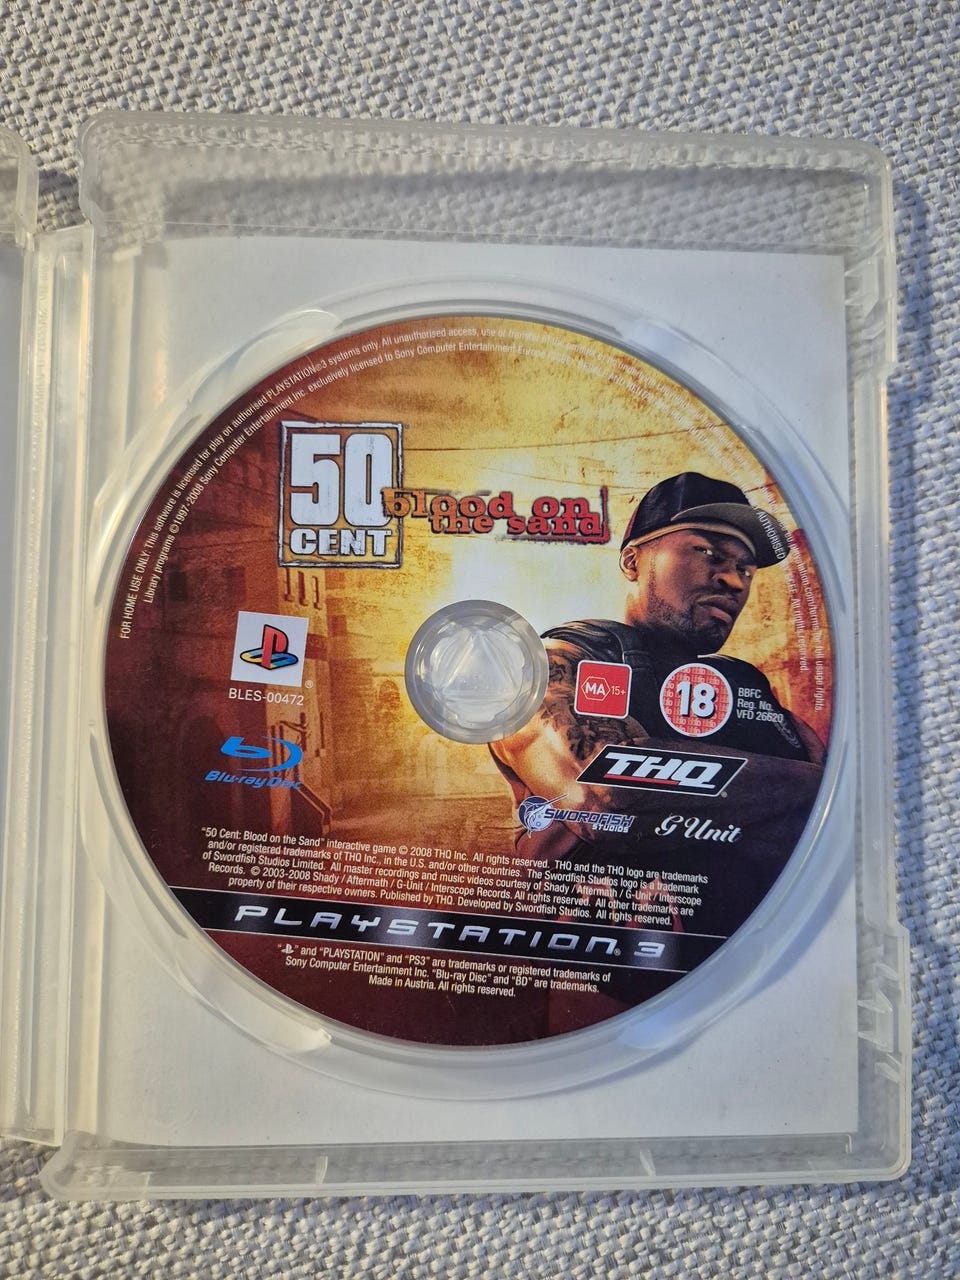 FOR HOME USE ONLY: This software is licensed for play on authorised PLAYSTATION®3 systems only. All unauthorised access, use or transfer
Library programs ©1997-2008 Sony Computer Entertainment Inc. exclusively licensed to Sony Computer Entertainment Europe
for full usage rights.
All rights reserved.
50
CENT
blood on
the sand
BLES-00472
Blu-ray Disc
MA 15+
18
BBFC
Reg. No.
VFD 26620
THQ
SWORDFISH
STUDIOS
G Unit
"50 Cent: Blood on the Sand" interactive game © 2008 THQ Inc. All rights reserved. THQ and the THQ logo are trademarks
and/or registered trademarks of THQ Inc., in the U.S. and/or other countries. The Swordfish Studios logo is a trademark
of Swordfish Studios Limited. All master recordings and music videos courtesy of Shady / Aftermath / G-Unit / Interscope
Records. © 2003-2008 Shady / Aftermath / G-Unit / Interscope Records. All rights reserved. All other trademarks are
property of their respective owners. Published by THQ. Developed by Swordfish Studios. All rights reserved.
PLAYSTATION®3
" " and "PLAYSTATION" and "PS3" are trademarks or registered trademarks of
Sony Computer Entertainment Inc. "Blu-ray Disc" and "BD" are trademarks.
Made in Austria. All rights reserved.